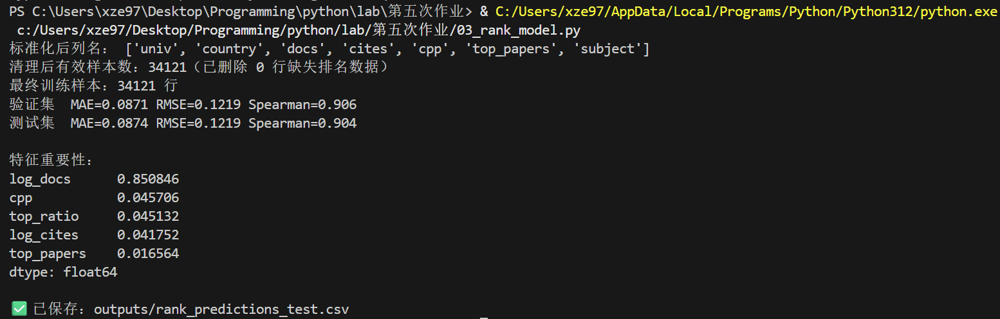 PS C:\Users\xze97\Desktop\Programming\python\lab\第五次作业> & C:/Users/xze97/AppData/Local/Programs/Python/Python312/python.exe
c:/Users/xze97/Desktop/Programming/python/lab/第五次作业/03_rank_model.py
标准化后列名： ['univ', 'country', 'docs', 'cites', 'cpp', 'top_papers', 'subject']
清理后有效样本数：34121（已删除 0 行缺失排名数据）
最终训练样本：34121 行
验证集  MAE=0.0871 RMSE=0.1219 Spearman=0.906
测试集  MAE=0.0874 RMSE=0.1219 Spearman=0.904
特征重要性：
log_docs      0.850846
cpp           0.045706
top_ratio     0.045132
log_cites     0.041752
top_papers    0.016564
dtype: float64
✅ 已保存：outputs/rank_predictions_test.csv